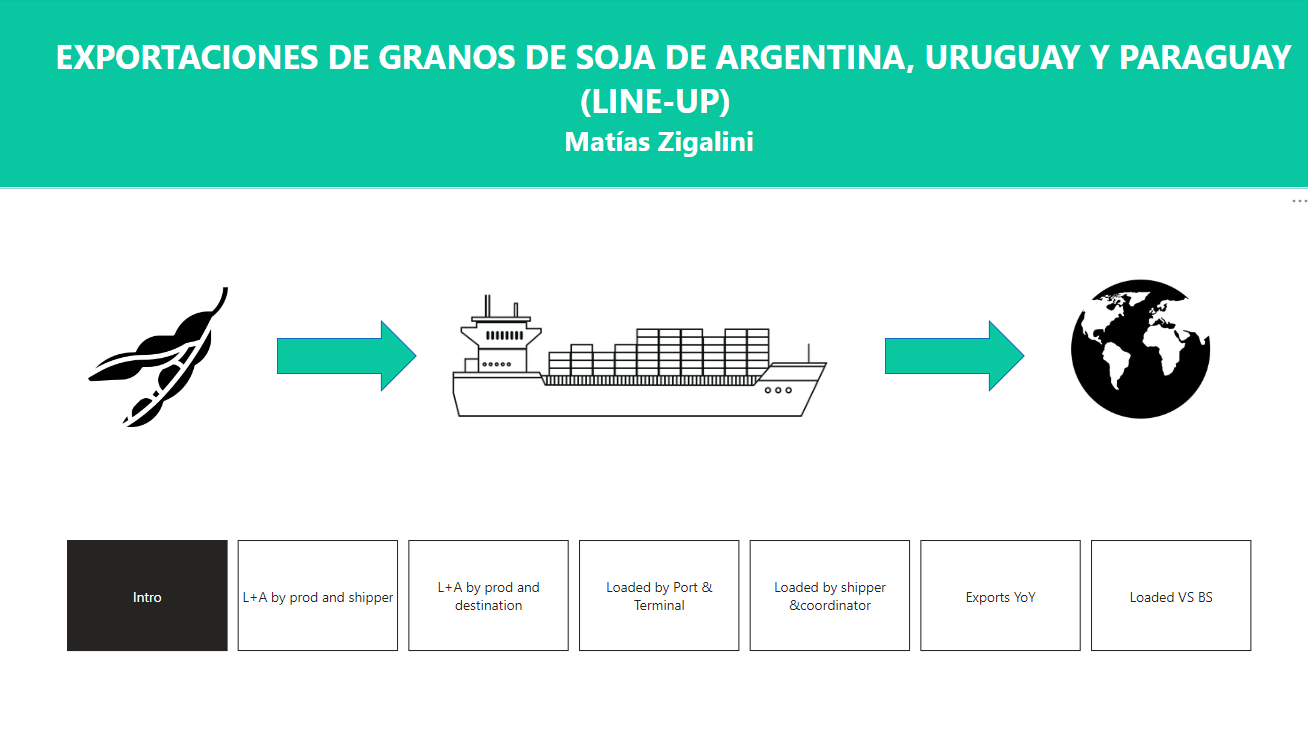 EXPORTACIONES DE GRANOS DE SOJA DE ARGENTINA, URUGUAY Y PARAGUAY
(LINE-UP)
Matías Zigalini
Intro
L+A by prod and shipper
L+A by prod and
destination
Loaded by Port &
Terminal
Loaded by shipper
&coordinator
Exports YoY
Loaded VS BS